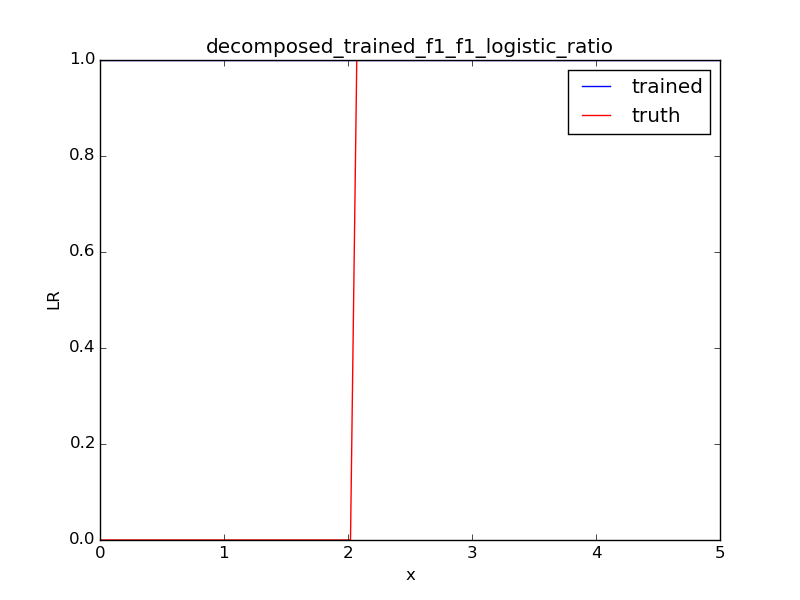 decomposed_trained_f1_f1_logistic_ratio
trained
truth
1.0
0.8
0.6
0.4
0.2
0.0
LR
0 1 2 3 4 5
x